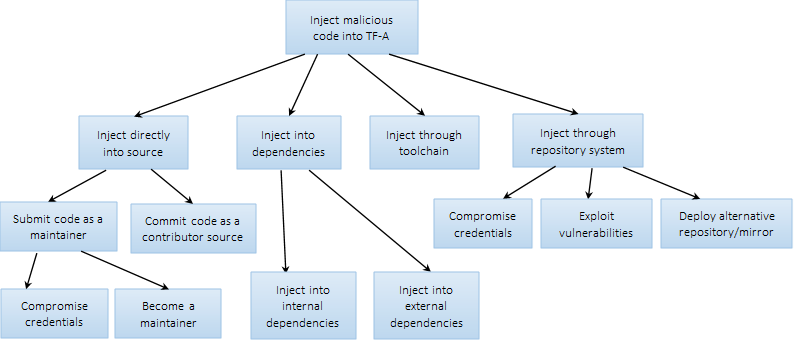 Inject malicious
code into TF-A
Inject directly
into source
Inject into
dependencies
Inject through
toolchain
Inject through
repository system
Submit code as a
maintainer
Commit code as a
contributor source
Compromise
credentials
Exploit
vulnerabilities
Deploy alternative
repository/mirror
Compromise
credentials
Become a
maintainer
Inject into
internal
dependencies
Inject into
external
dependencies